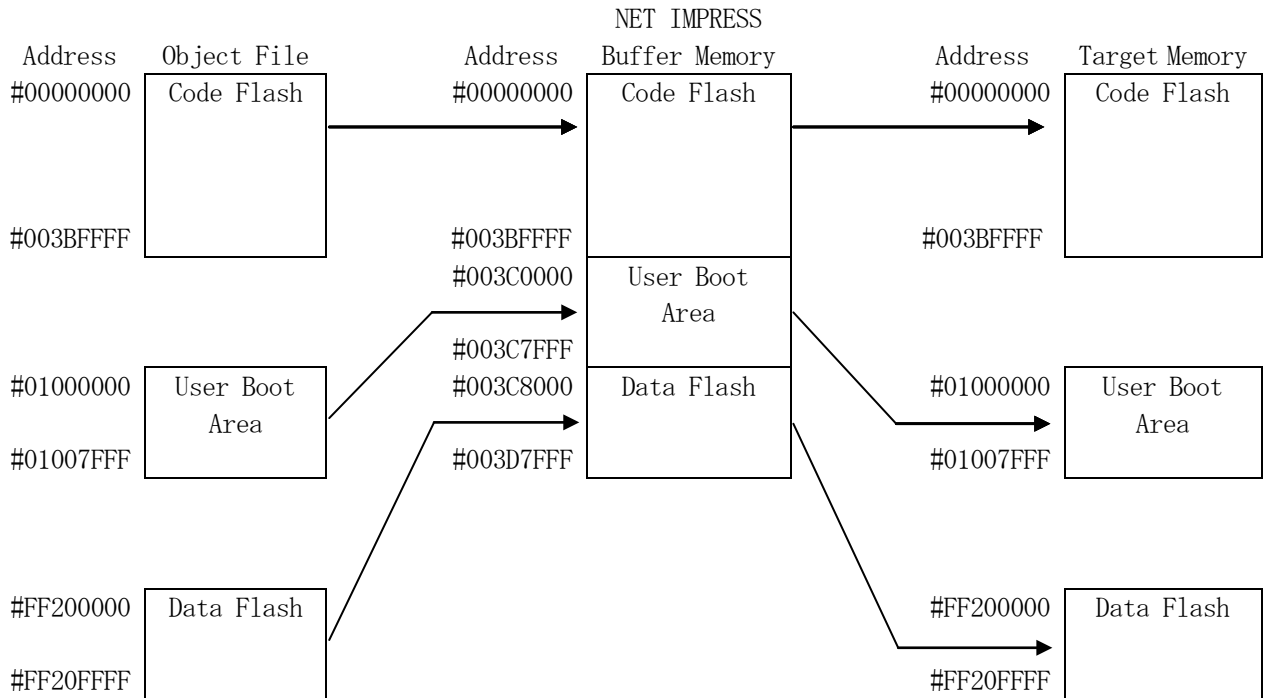 NET IMPRESS
Address Object File Address Buffer Memory Address Target Memory
#00000000 Code Flash #00000000 Code Flash #00000000 Code Flash
#003BFFFF #003BFFFF #003BFFFF
#003C0000 User Boot
Area
#003C7FFF
#01000000 User Boot #003C8000 Data Flash #01000000 User Boot
Area Area
#01007FFF #003D7FFF #01007FFF
#FF200000 Data Flash #FF200000 Data Flash
#FF20FFFF #FF20FFFF